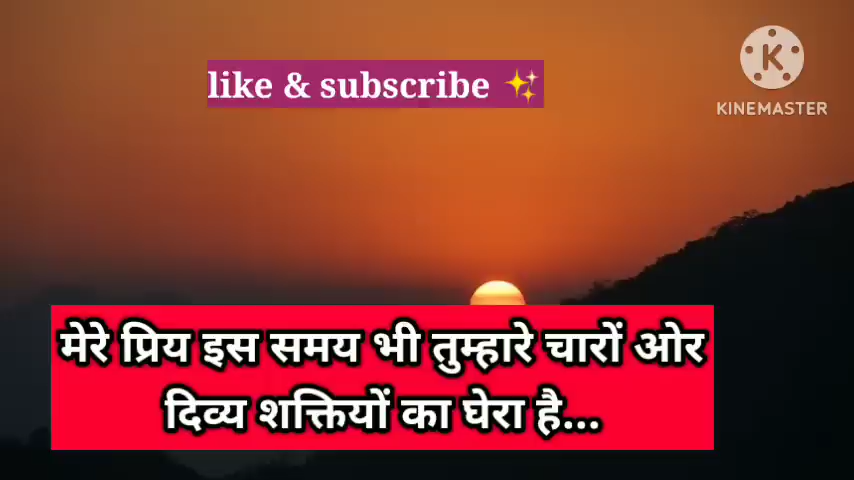 like & subscribe ✨
KINEMASTER
मेरे प्रिय इस समय भी तुम्हारे चारों ओर
दिव्य शक्तियों का घेरा है...